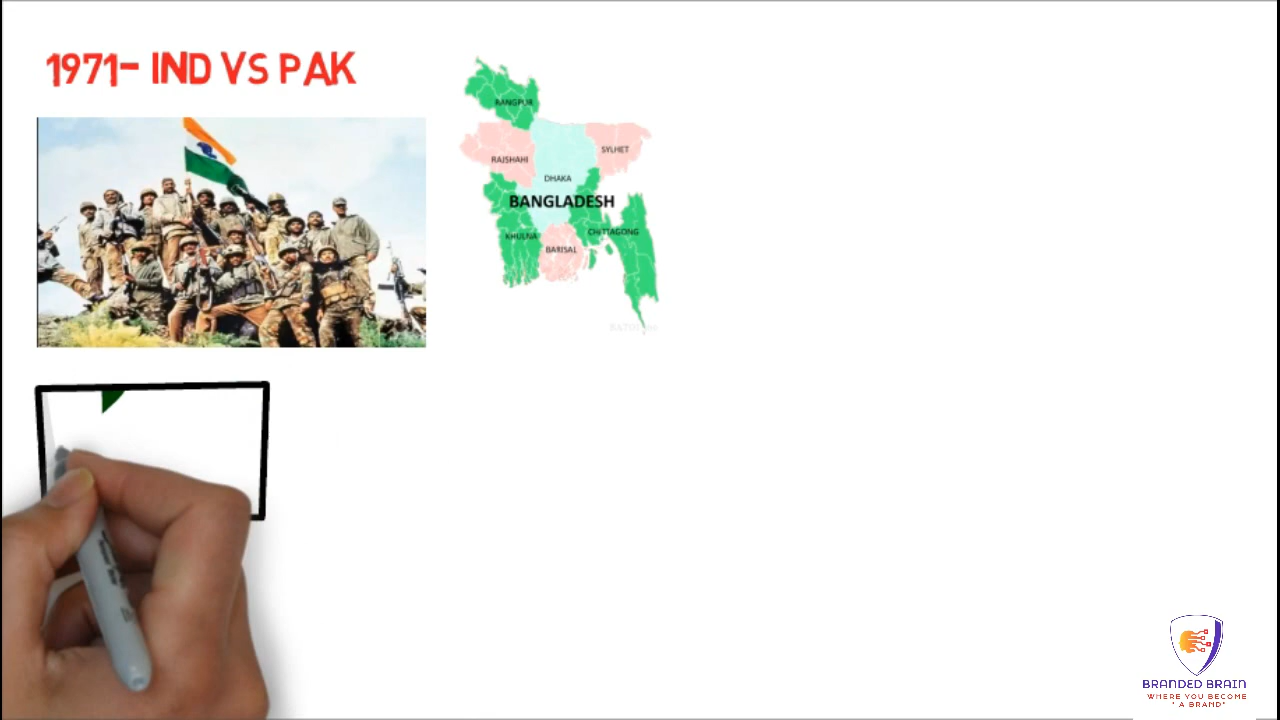 1971- IND VS PAK
RANGPUR
RAJSHAHI
SYLHET
DHAKA
BANGLADESH
KHULNA
CHITTAGONG
BARISAL
BRANDED BRAIN
WHERE YOU BECOME
"A BRAND"